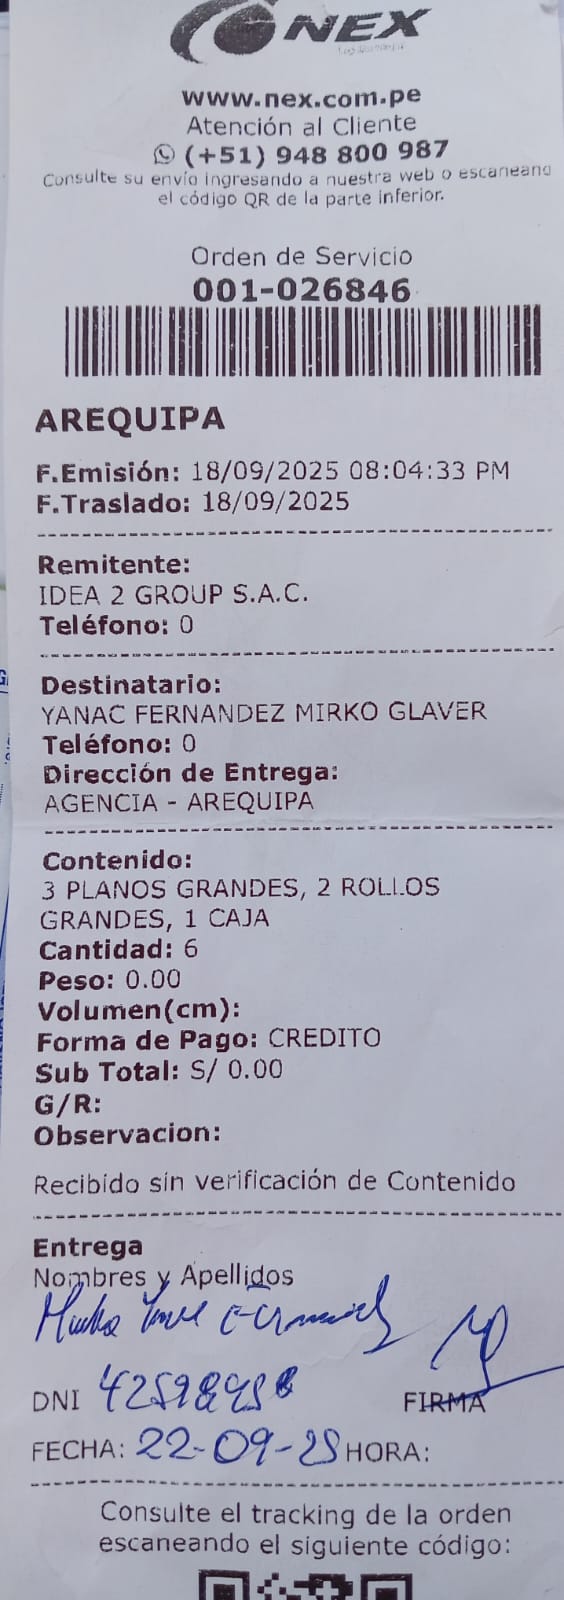 NEX
www.nex.com.pe
Atención al Cliente
(+51) 948 800 987
Consulte su envío ingresando a nuestra web o escaneand
el código QR de la parte inferior.
Orden de Servicio
001-026846
AREQUIPA
F.Emisión: 18/09/2025 08:04:33 PM
F.Traslado: 18/09/2025
Remitente:
IDEA 2 GROUP S.A.C.
Teléfono: 0
Destinatario:
YANAC FERNANDEZ MIRKO GLAVER
Teléfono: 0
Dirección de Entrega:
AGENCIA - AREQUIPA
Contenido:
3 PLANOS GRANDES, 2 ROLLOS
GRANDES, 1 CAJA
Cantidad: 6
Peso: 0.00
Volumen(cm):
Forma de Pago: CREDITO
Sub Total: S/ 0.00
G/R:
Observacion:
Recibido sin verificación de Contenido
Entrega
Nombres y Apellidos
DNI
FIRMA
FECHA: 22-09-25 HORA:
Consulte el tracking de la orden
escaneando el siguiente código: